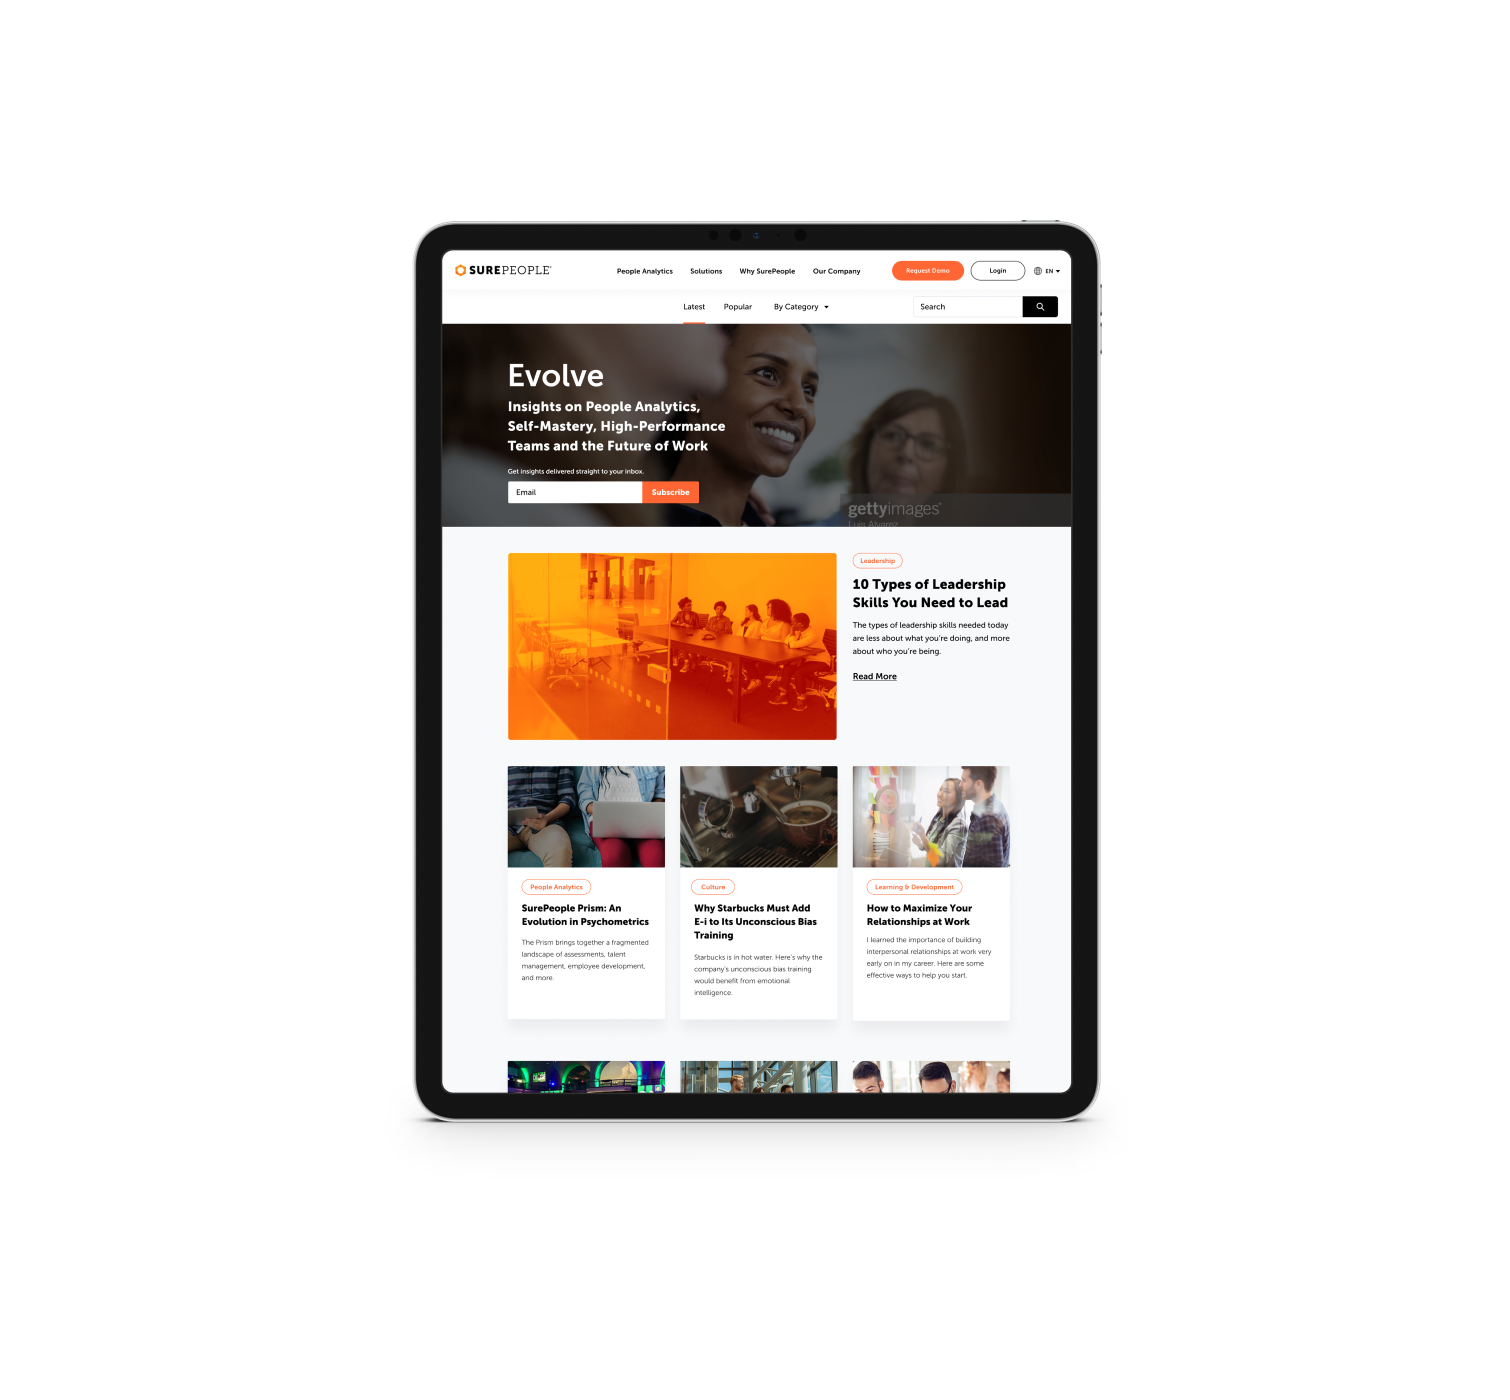 SUREPEOPLE®
People Analytics
Solutions
Why SurePeople
Our Company
Request Demo
Login
EN
Latest
Popular
By Category
Search
Evolve
Insights on People Analytics,
Self-Mastery, High-Performance
Teams and the Future of Work
Get insights delivered straight to your inbox.
Email
Subscribe
gettyimages®
Luis Alvarez
Leadership
10 Types of Leadership
Skills You Need to Lead
The types of leadership skills needed today
are less about what you're doing, and more
about who you're being.
Read More
People Analytics
SurePeople Prism: An
Evolution in Psychometrics
The Prism brings together a fragmented
landscape of assessments, talent
management, employee development,
and more.
Culture
Why Starbucks Must Add
E-i to Its Unconscious Bias
Training
Starbucks is in hot water. Here's why the
company's unconscious bias training
would benefit from emotional
intelligence.
Learning & Development
How to Maximize Your
Relationships at Work
I learned the importance of building
interpersonal relationships at work very
early on in my career. Here are some
effective ways to help you start.